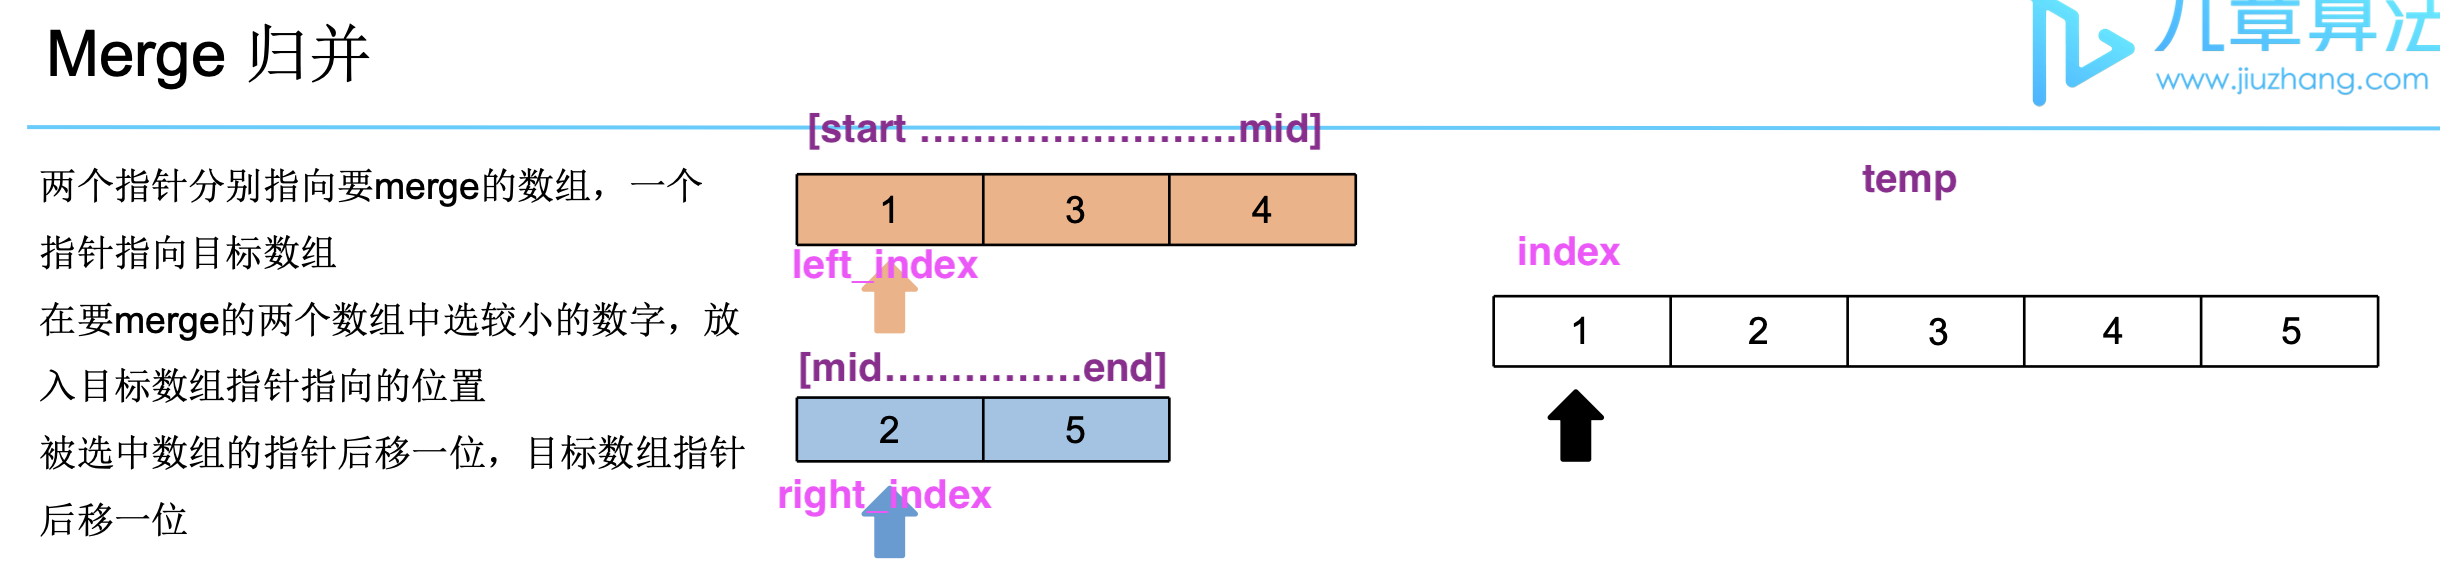 Merge 归并
九章算法
www.jiuzhang.com
两个指针分别指向要merge的数组，一个
指针指向目标数组
在要merge的两个数组中选较小的数字，放
入目标数组指针指向的位置
被选中数组的指针后移一位，目标数组指针
后移一位
[start ........................mid]
1 3 4
left_index
[mid...............end]
2 5
right_index
temp
index
1 2 3 4 5